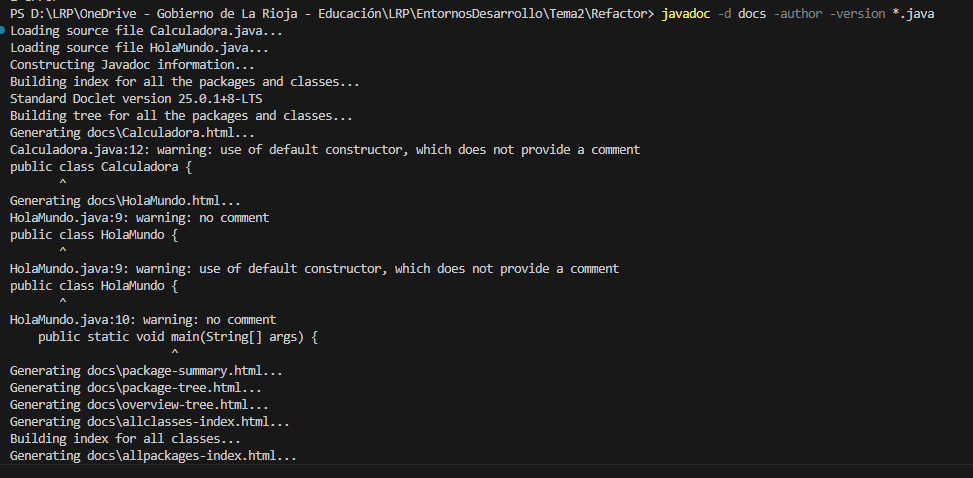 PS D:\LRP\OneDrive - Gobierno de La Rioja - Educación\LRP\EntornosDesarrollo\Tema2\Refactor> javadoc -d docs -author -version *.java
Loading source file Calculadora.java...
Loading source file HolaMundo.java...
Constructing Javadoc information...
Building index for all the packages and classes...
Standard Doclet version 25.0.1+8-LTS
Building tree for all the packages and classes...
Generating docs\Calculadora.html...
Calculadora.java:12: warning: use of default constructor, which does not provide a comment
public class Calculadora {
       ^
Generating docs\HolaMundo.html...
HolaMundo.java:9: warning: no comment
public class HolaMundo {
       ^
HolaMundo.java:9: warning: use of default constructor, which does not provide a comment
public class HolaMundo {
       ^
HolaMundo.java:10: warning: no comment
    public static void main(String[] args) {
                       ^
Generating docs\package-summary.html...
Generating docs\package-tree.html...
Generating docs\overview-tree.html...
Generating docs\allclasses-index.html...
Building index for all classes...
Generating docs\allpackages-index.html...